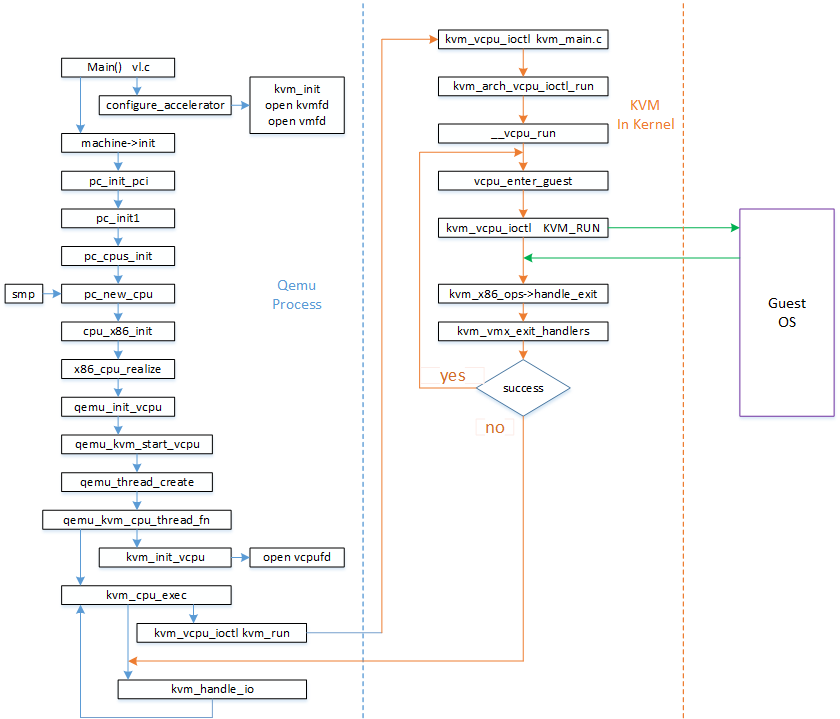 Main()   vl.c
configure_accelerator
kvm_init
open kvmfd
open vmfd
machine->init
pc_init_pci
pc_init1
pc_cpus_init
smp
pc_new_cpu
cpu_x86_init
x86_cpu_realize
qemu_init_vcpu
qemu_kvm_start_vcpu
qemu_thread_create
qemu_kvm_cpu_thread_fn
kvm_init_vcpu
open vcpufd
kvm_cpu_exec
kvm_vcpu_ioctl kvm_run
kvm_handle_io
Qemu
Process
kvm_vcpu_ioctl  kvm_main.c
kvm_arch_vcpu_ioctl_run
__vcpu_run
vcpu_enter_guest
kvm_vcpu_ioctl   KVM_RUN
kvm_x86_ops->handle_exit
kvm_vmx_exit_handlers
yes
success
no
KVM
In Kernel
Guest
OS